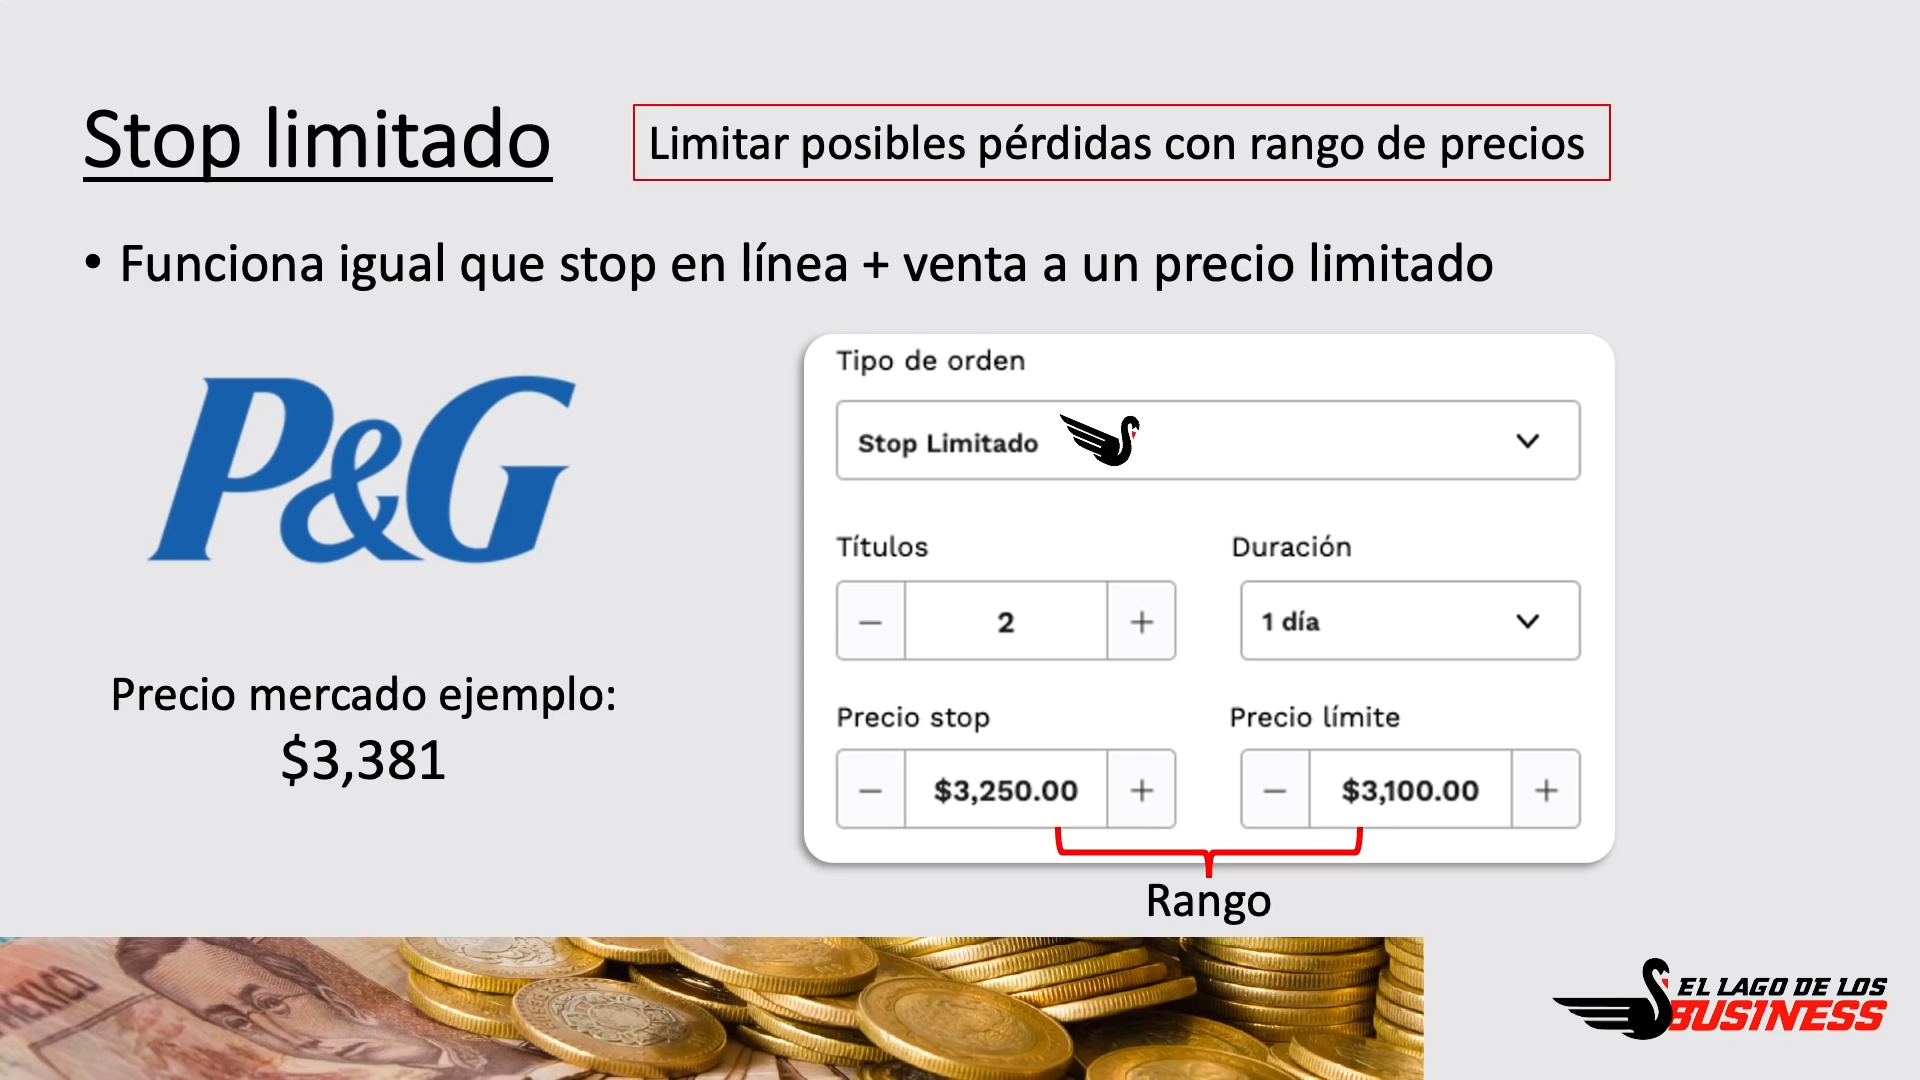 Stop limitado
Limitar posibles pérdidas con rango de precios
• Funciona igual que stop en línea + venta a un precio limitado
P&G
Precio mercado ejemplo:
$3,381
Tipo de orden
Stop Limitado
Títulos
Duración
2
1 día
Precio stop
Precio límite
$3,250.00
$3,100.00
Rango
MÉXICO
EL LAGO DE LOS
BUSINESS